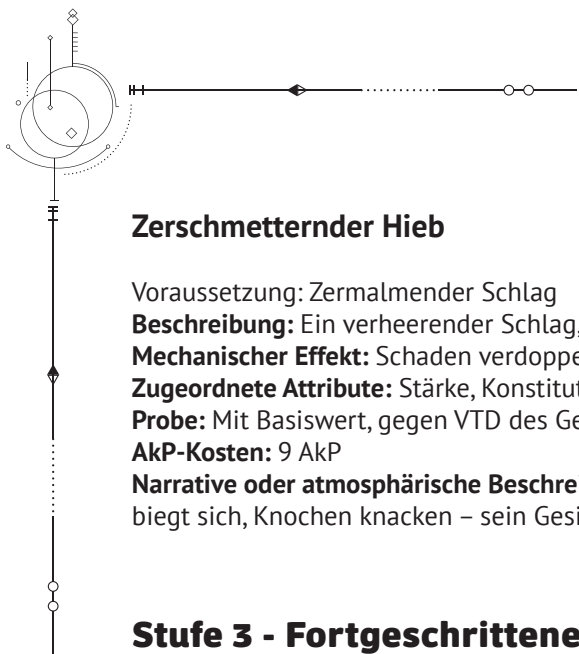 Zerschmetternder Hieb
Voraussetzung: Zermalmender Schlag
Beschreibung: Ein verheerender Schlag,
Mechanischer Effekt: Schaden verdoppe
Zugeordnete Attribute: Stärke, Konstitut
Probe: Mit Basiswert, gegen VTD des Ge
AkP-Kosten: 9 AkP
Narrative oder atmosphärische Beschre
biegt sich, Knochen knacken – sein Gesi
Stufe 3 - Fortgeschrittene